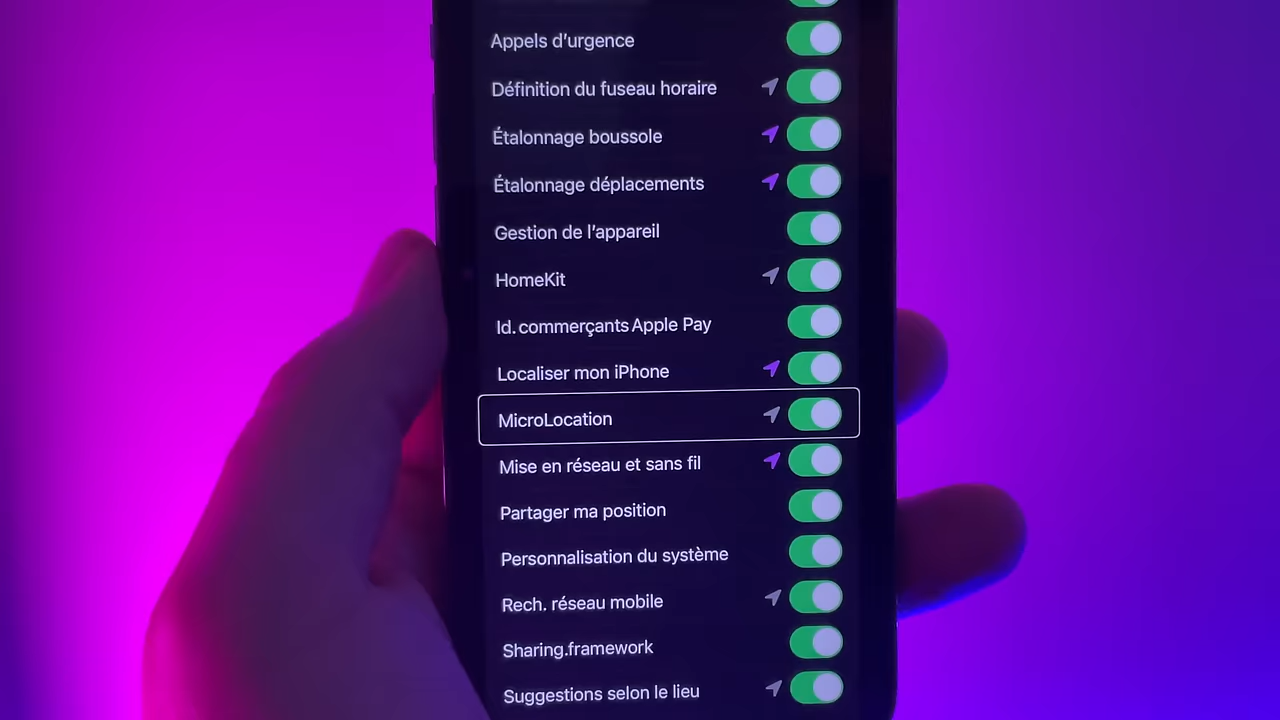 Appels d’urgence
Définition du fuseau horaire
Étalonnage boussole
Étalonnage déplacements
Gestion de l’appareil
HomeKit
Id. commerçants Apple Pay
Localiser mon iPhone
MicroLocation
Mise en réseau et sans fil
Partager ma position
Personnalisation du système
Rech. réseau mobile
Sharing.framework
Suggestions selon le lieu